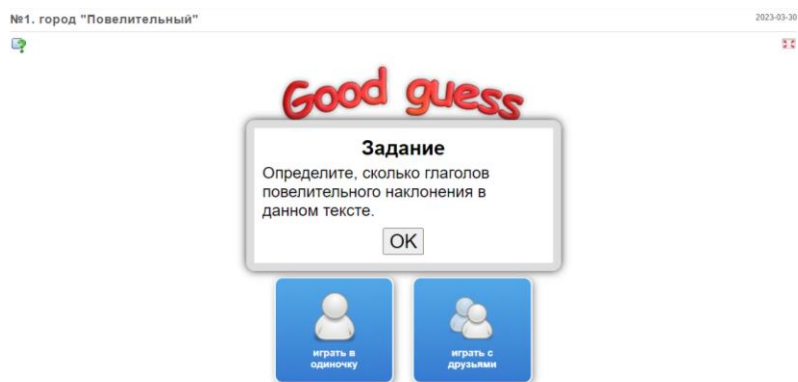 №1. город "Повелительный"
2023-03-30
Good guess
Задание
Определите, сколько глаголов
повелительного наклонения в
данном тексте.
OK
играть в
одиночку
играть с
друзьями